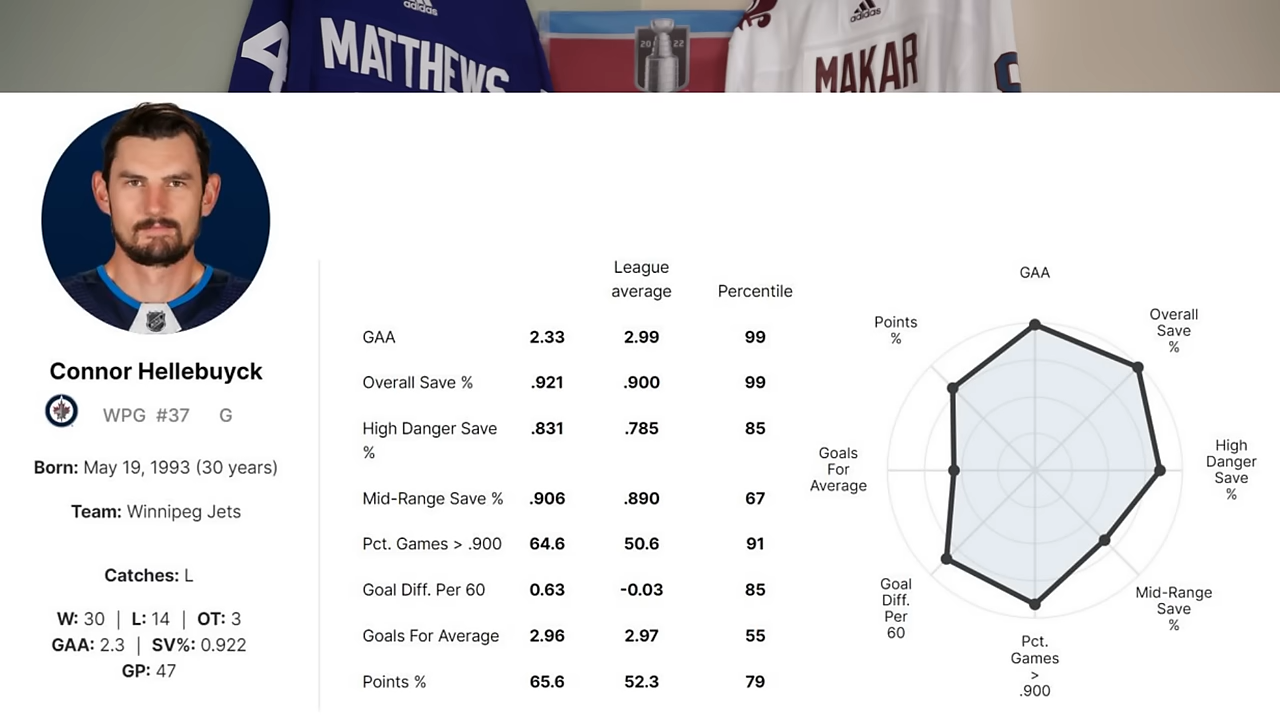 adidas
adidas
4
MATTHEWS
20 22
MAKAR
Connor Hellebuyck
WPG #37 G
Born: May 19, 1993 (30 years)
Team: Winnipeg Jets
Catches: L
W: 30 | L: 14 | OT: 3
GAA: 2.3 | SV%: 0.922
GP: 47
League
average
Percentile
GAA 2.33 2.99 99
Overall Save % .921 .900 99
High Danger Save
%
.831 .785 85
Mid-Range Save % .906 .890 67
Pct. Games > .900 64.6 50.6 91
Goal Diff. Per 60 0.63 -0.03 85
Goals For Average 2.96 2.97 55
Points % 65.6 52.3 79
GAA
Overall
Save
%
High
Danger
Save
%
Mid-Range
Save
%
Pct.
Games
>
.900
Goal
Diff.
Per
60
Goals
For
Average
Points
%